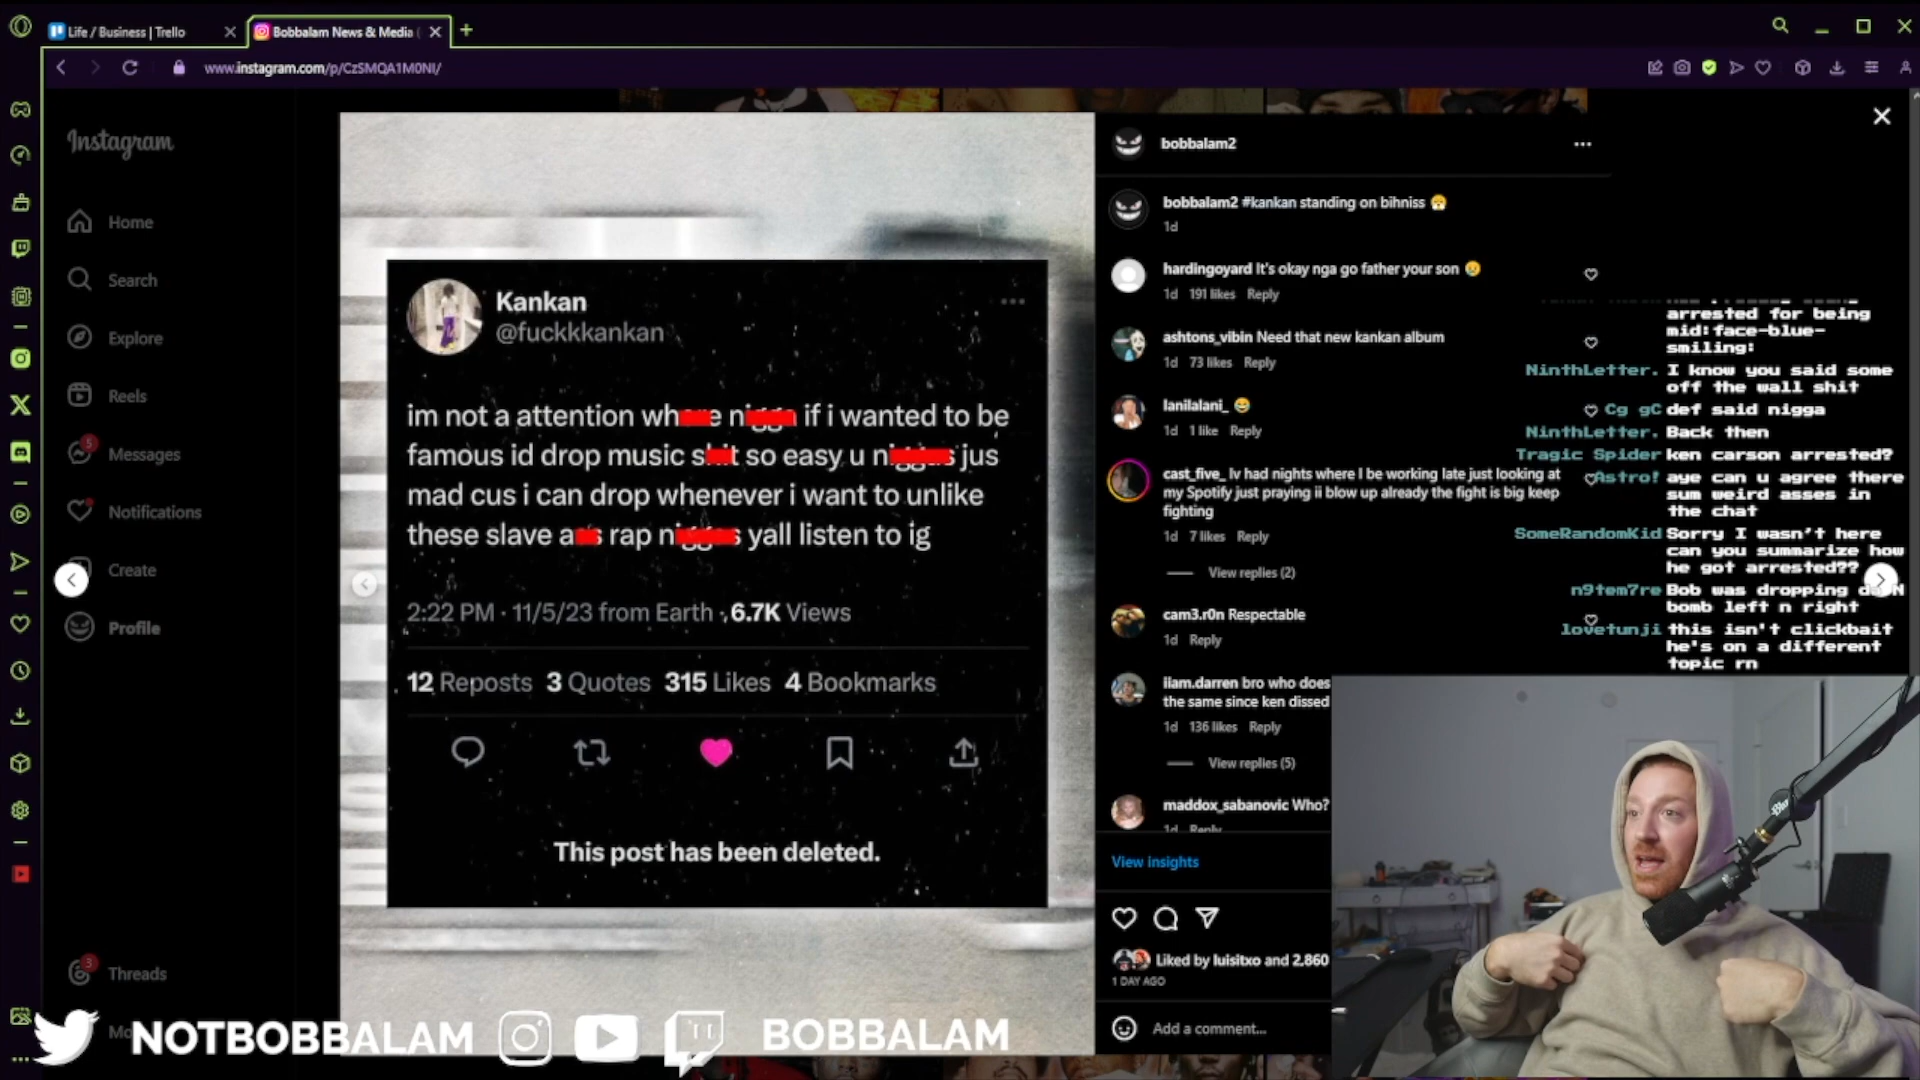 Life / Business | Trello
Bobbalam News & Media (
www.instagram.com/p/CzSMQA1M0NI/
Instagram
Home
Search
Explore
Reels
5
Messages
Notifications
Create
Profile
3
Threads
Mo
Kankan
@fuckkkankan
im not a attention wh e n if i wanted to be
famous id drop music s t so easy u n s jus
mad cus i can drop whenever i want to unlike
these slave a s rap n s yall listen to ig
2:22 PM · 11/5/23 from Earth · 6.7K Views
12 Reposts 3 Quotes 315 Likes 4 Bookmarks
This post has been deleted.
bobbalam2
bobbalam2 #kankan standing on bihniss 😤
1d
hardingoyard It's okay nga go father your son 😢
1d 191 likes Reply
ashtons_vibin Need that new kankan album
1d 73 likes Reply
lanilalani_ 😂
1d 1 like Reply
cast_five_ Iv had nights where I be working late just looking at
my Spotify just praying ii blow up already the fight is big keep
fighting
1d 7 likes Reply
View replies (2)
cam3.r0n Respectable
1d Reply
iiam.darren bro who does
the same since ken dissed
1d 136 likes Reply
View replies (5)
maddox_sabanovic Who?
1d Reply
View insights
Liked by luisitxo and 2,860
1 DAY AGO
Add a comment...
arrested for being
mid:face-blue-
smiling:
NinthLetter. I know you said some
off the wall shit
Cg gC def said nigga
NinthLetter. Back then
Tragic Spider ken carson arrested?
Astro! aye can u agree there
sum weird asses in
the chat
SomeRandomKid Sorry I wasn't here
can you summarize how
he got arrested??
n9tem7re Bob was dropping da N
bomb left n right
lovetunji this isn't clickbait
he's on a different
topic rn
NOTBOBBALAM
BOBBALAM